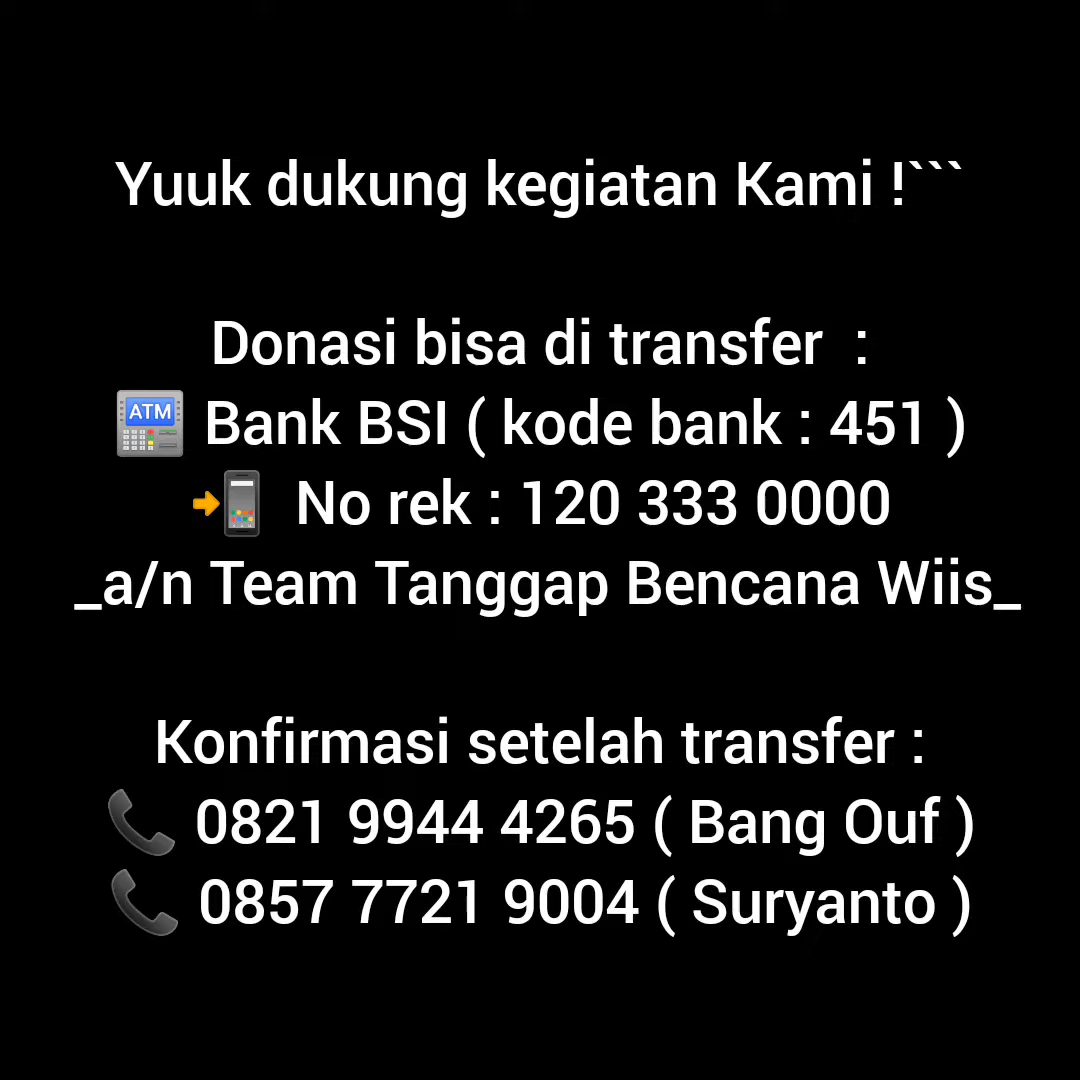 Yuuk dukung kegiatan Kami !```
Donasi bisa di transfer :
ATM Bank BSI ( kode bank : 451 )
No rek : 120 333 0000
_a/n Team Tanggap Bencana Wiis_
Konfirmasi setelah transfer :
0821 9944 4265 ( Bang Ouf )
0857 7721 9004 ( Suryanto )